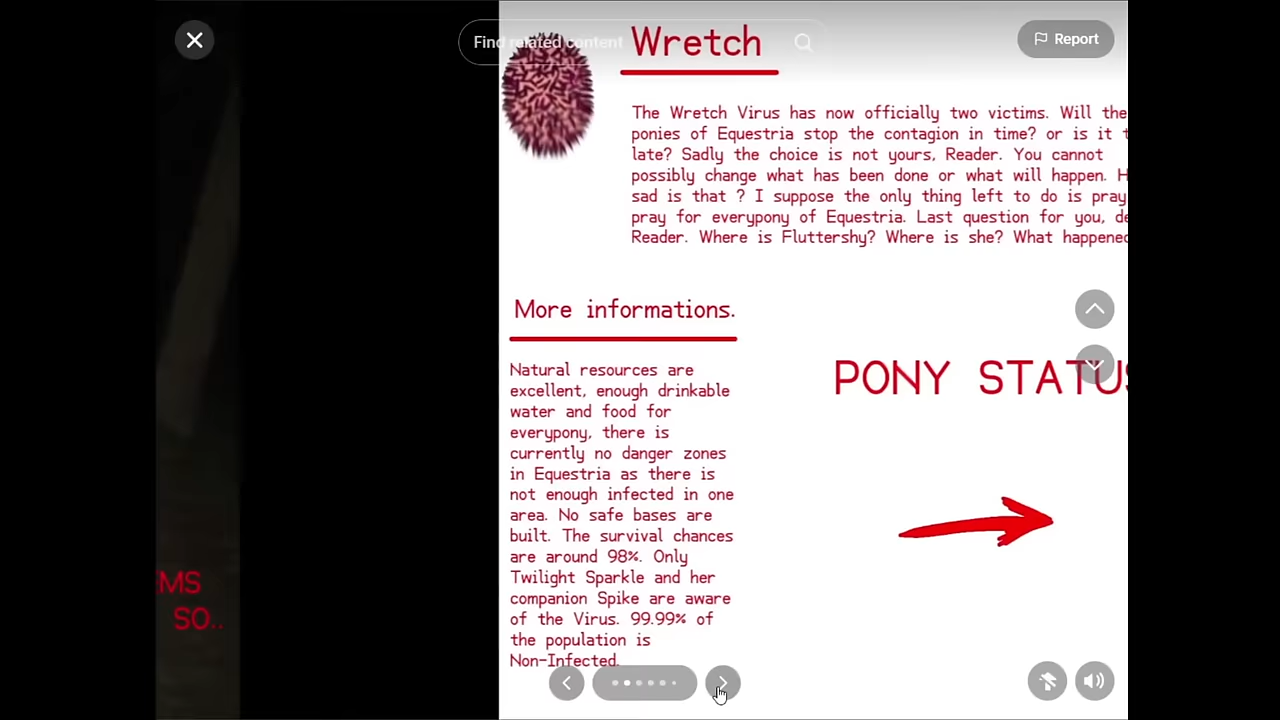 Find related content
Wretch
Report
The Wretch Virus has now officially two victims. Will the
ponies of Equestria stop the contagion in time? or is it
late? Sadly the choice is not yours, Reader. You cannot
possibly change what has been done or what will happen.
sad is that ? I suppose the only thing left to do is pray
pray for everypony of Equestria. Last question for you,
Reader. Where is Fluttershy? Where is she? What happened
More informations.
Natural resources are
excellent, enough drinkable
water and food for
everypony, there is
currently no danger zones
in Equestria as there is
not enough infected in one
area. No safe bases are
built. The survival chances
are around 98%. Only
Twilight Sparkle and her
companion Spike are aware
of the Virus. 99.99% of
the population is
Non-Infected.
PONY STATUS
EMS
SO..